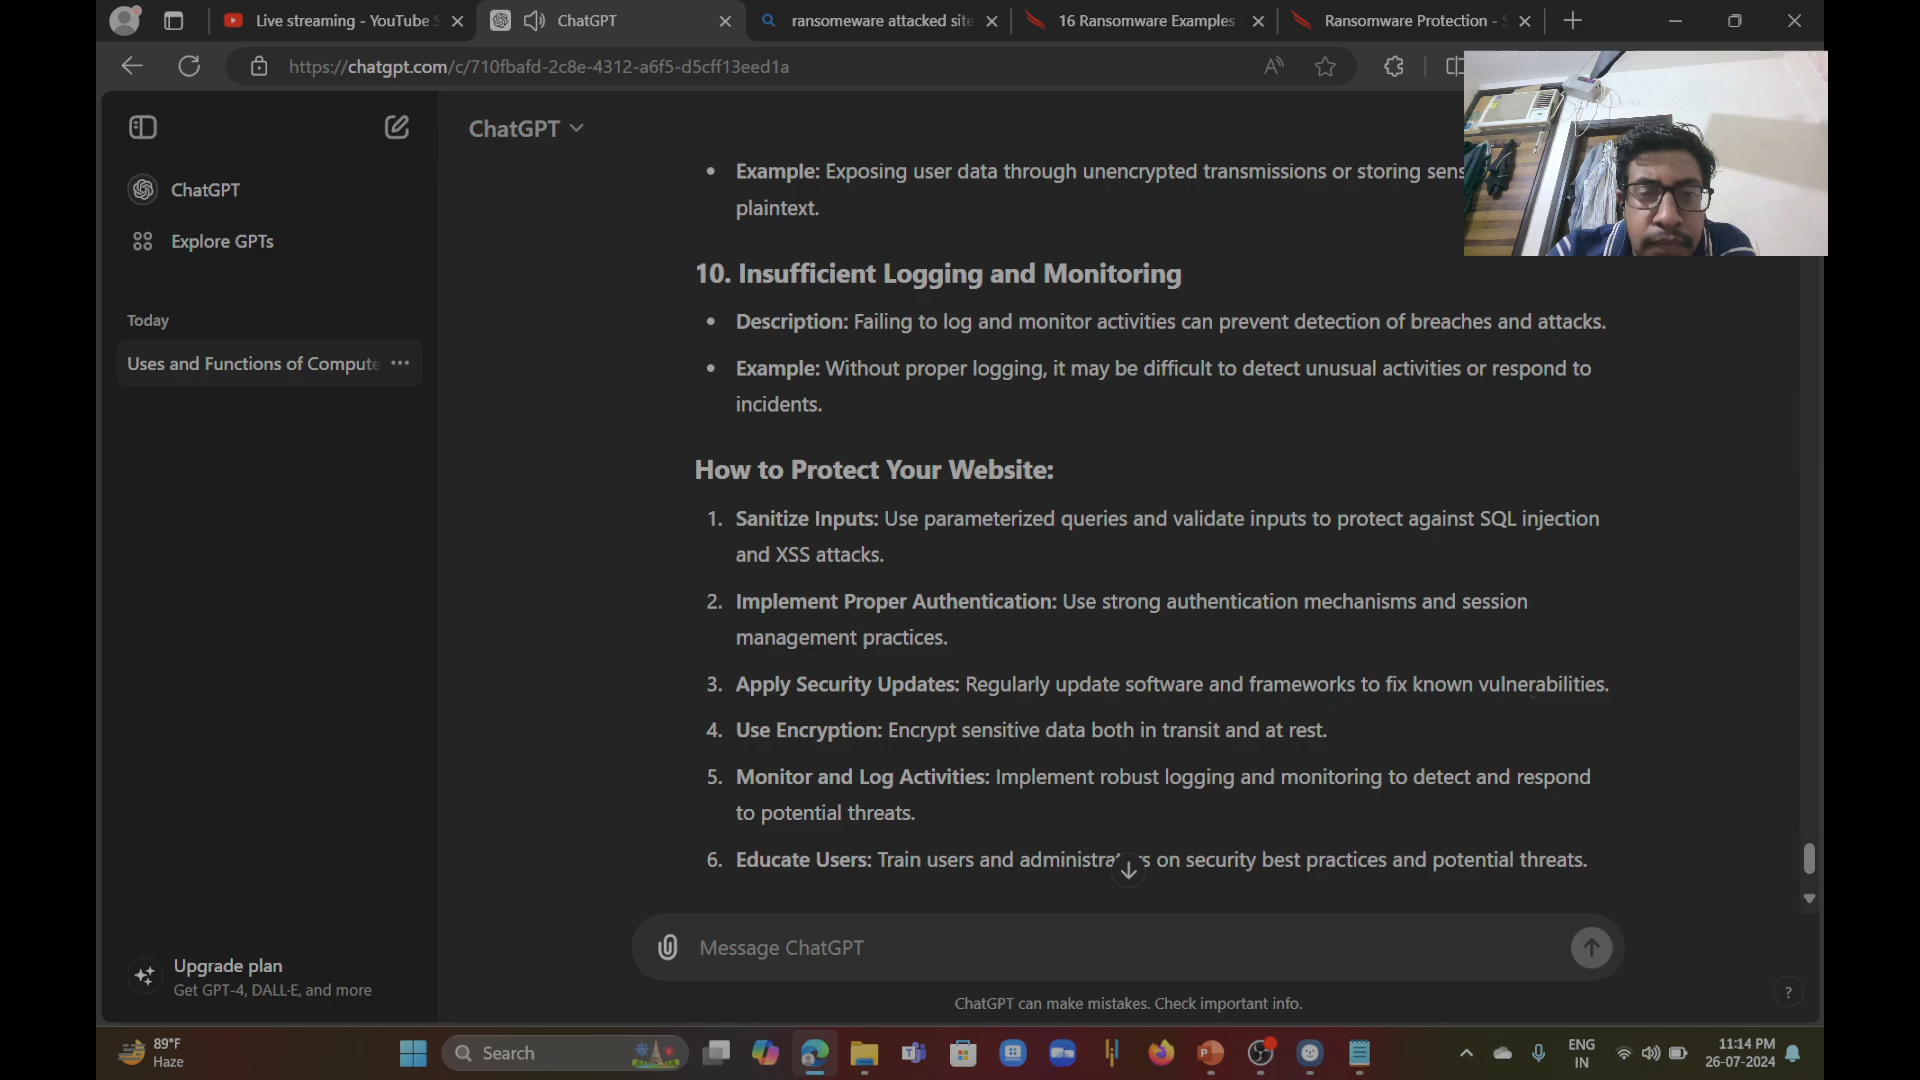 Live streaming - YouTube S
ChatGPT
ransomeware attacked site
16 Ransomware Examples
Ransomware Protection - S
https://chatgpt.com/c/710fbafd-2c8e-4312-a6f5-d5cff13eed1a
ChatGPT
ChatGPT
Explore GPTs
Today
Uses and Functions of Compute
Example: Exposing user data through unencrypted transmissions or storing sens
plaintext.
10. Insufficient Logging and Monitoring
Description: Failing to log and monitor activities can prevent detection of breaches and attacks.
Example: Without proper logging, it may be difficult to detect unusual activities or respond to
incidents.
How to Protect Your Website:
1. Sanitize Inputs: Use parameterized queries and validate inputs to protect against SQL injection
and XSS attacks.
2. Implement Proper Authentication: Use strong authentication mechanisms and session
management practices.
3. Apply Security Updates: Regularly update software and frameworks to fix known vulnerabilities.
4. Use Encryption: Encrypt sensitive data both in transit and at rest.
5. Monitor and Log Activities: Implement robust logging and monitoring to detect and respond
to potential threats.
6. Educate Users: Train users and administrators on security best practices and potential threats.
Upgrade plan
Get GPT-4, DALL·E, and more
Message ChatGPT
ChatGPT can make mistakes. Check important info.
?
89°F
Haze
Search
ENG
IN
11:14 PM
26-07-2024